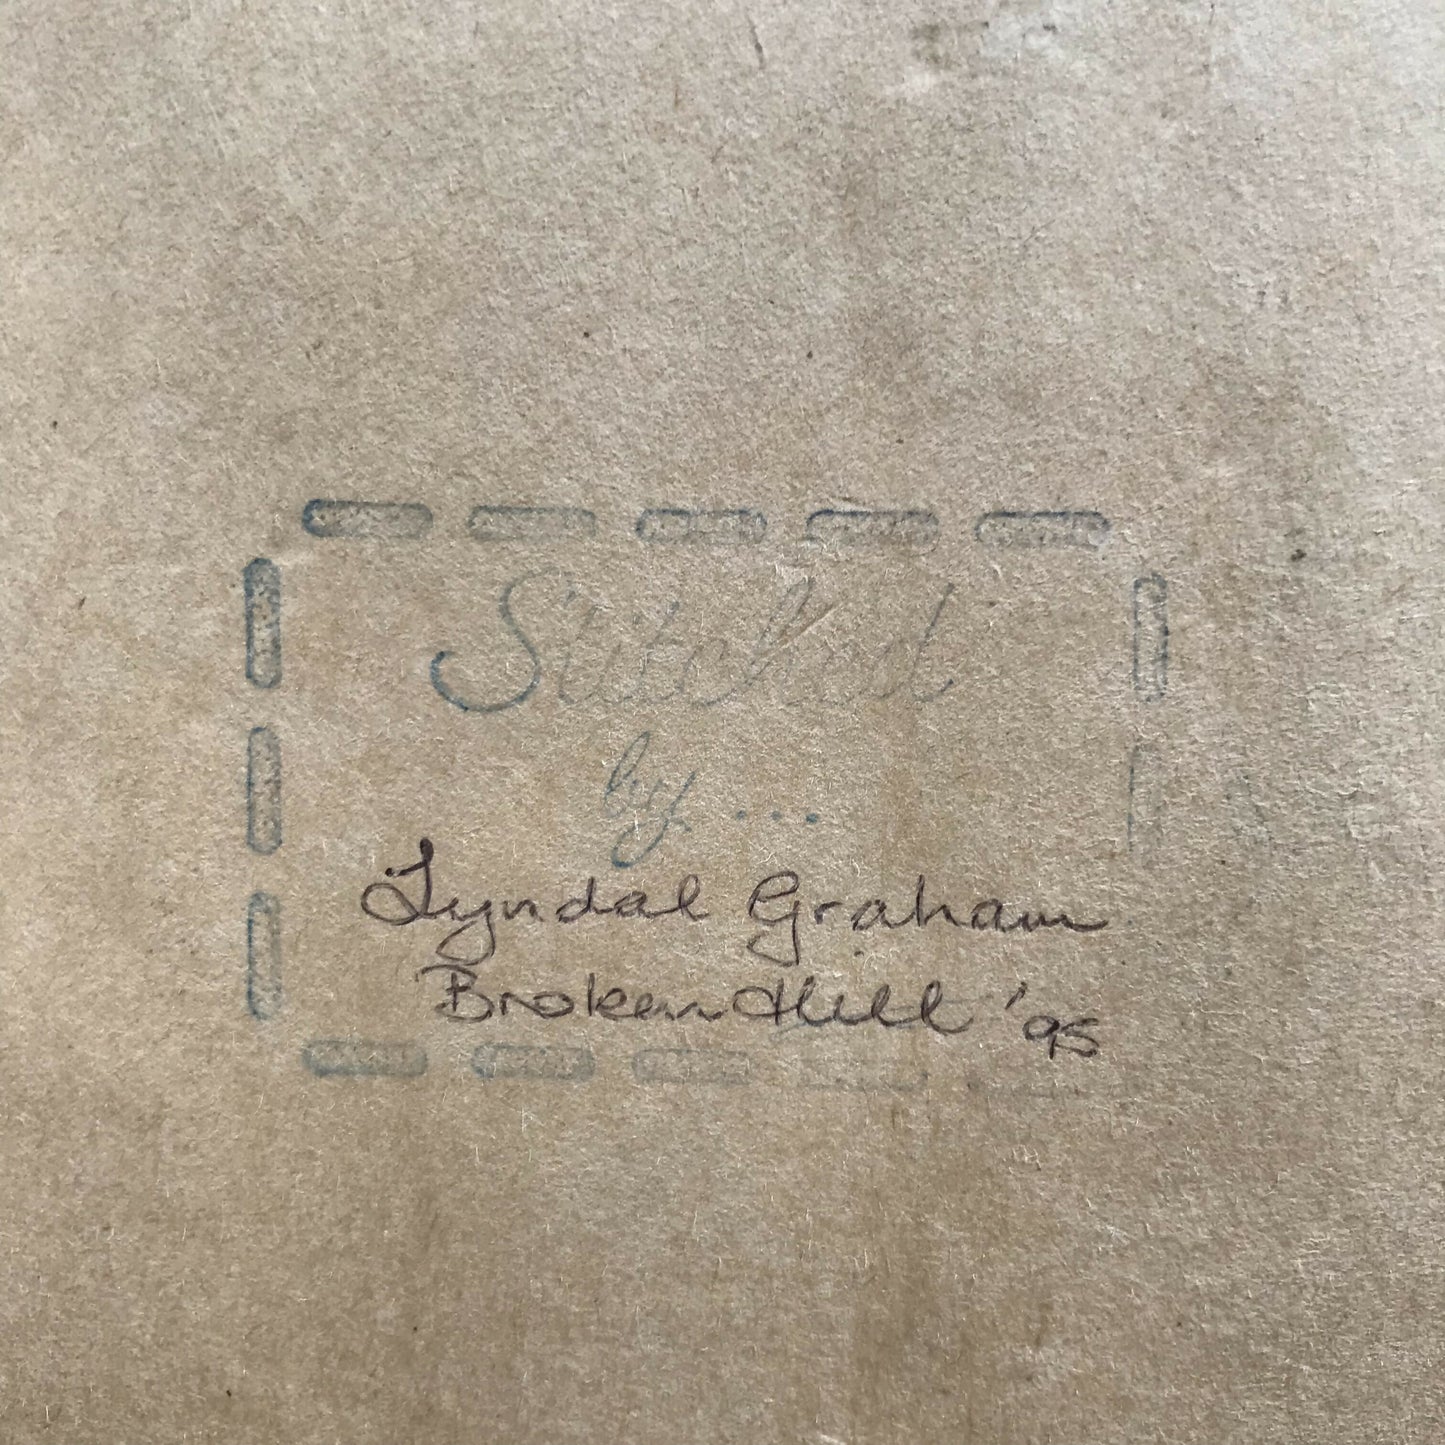 Stitched
by...
Lyndal Graham
Broken Hill '95